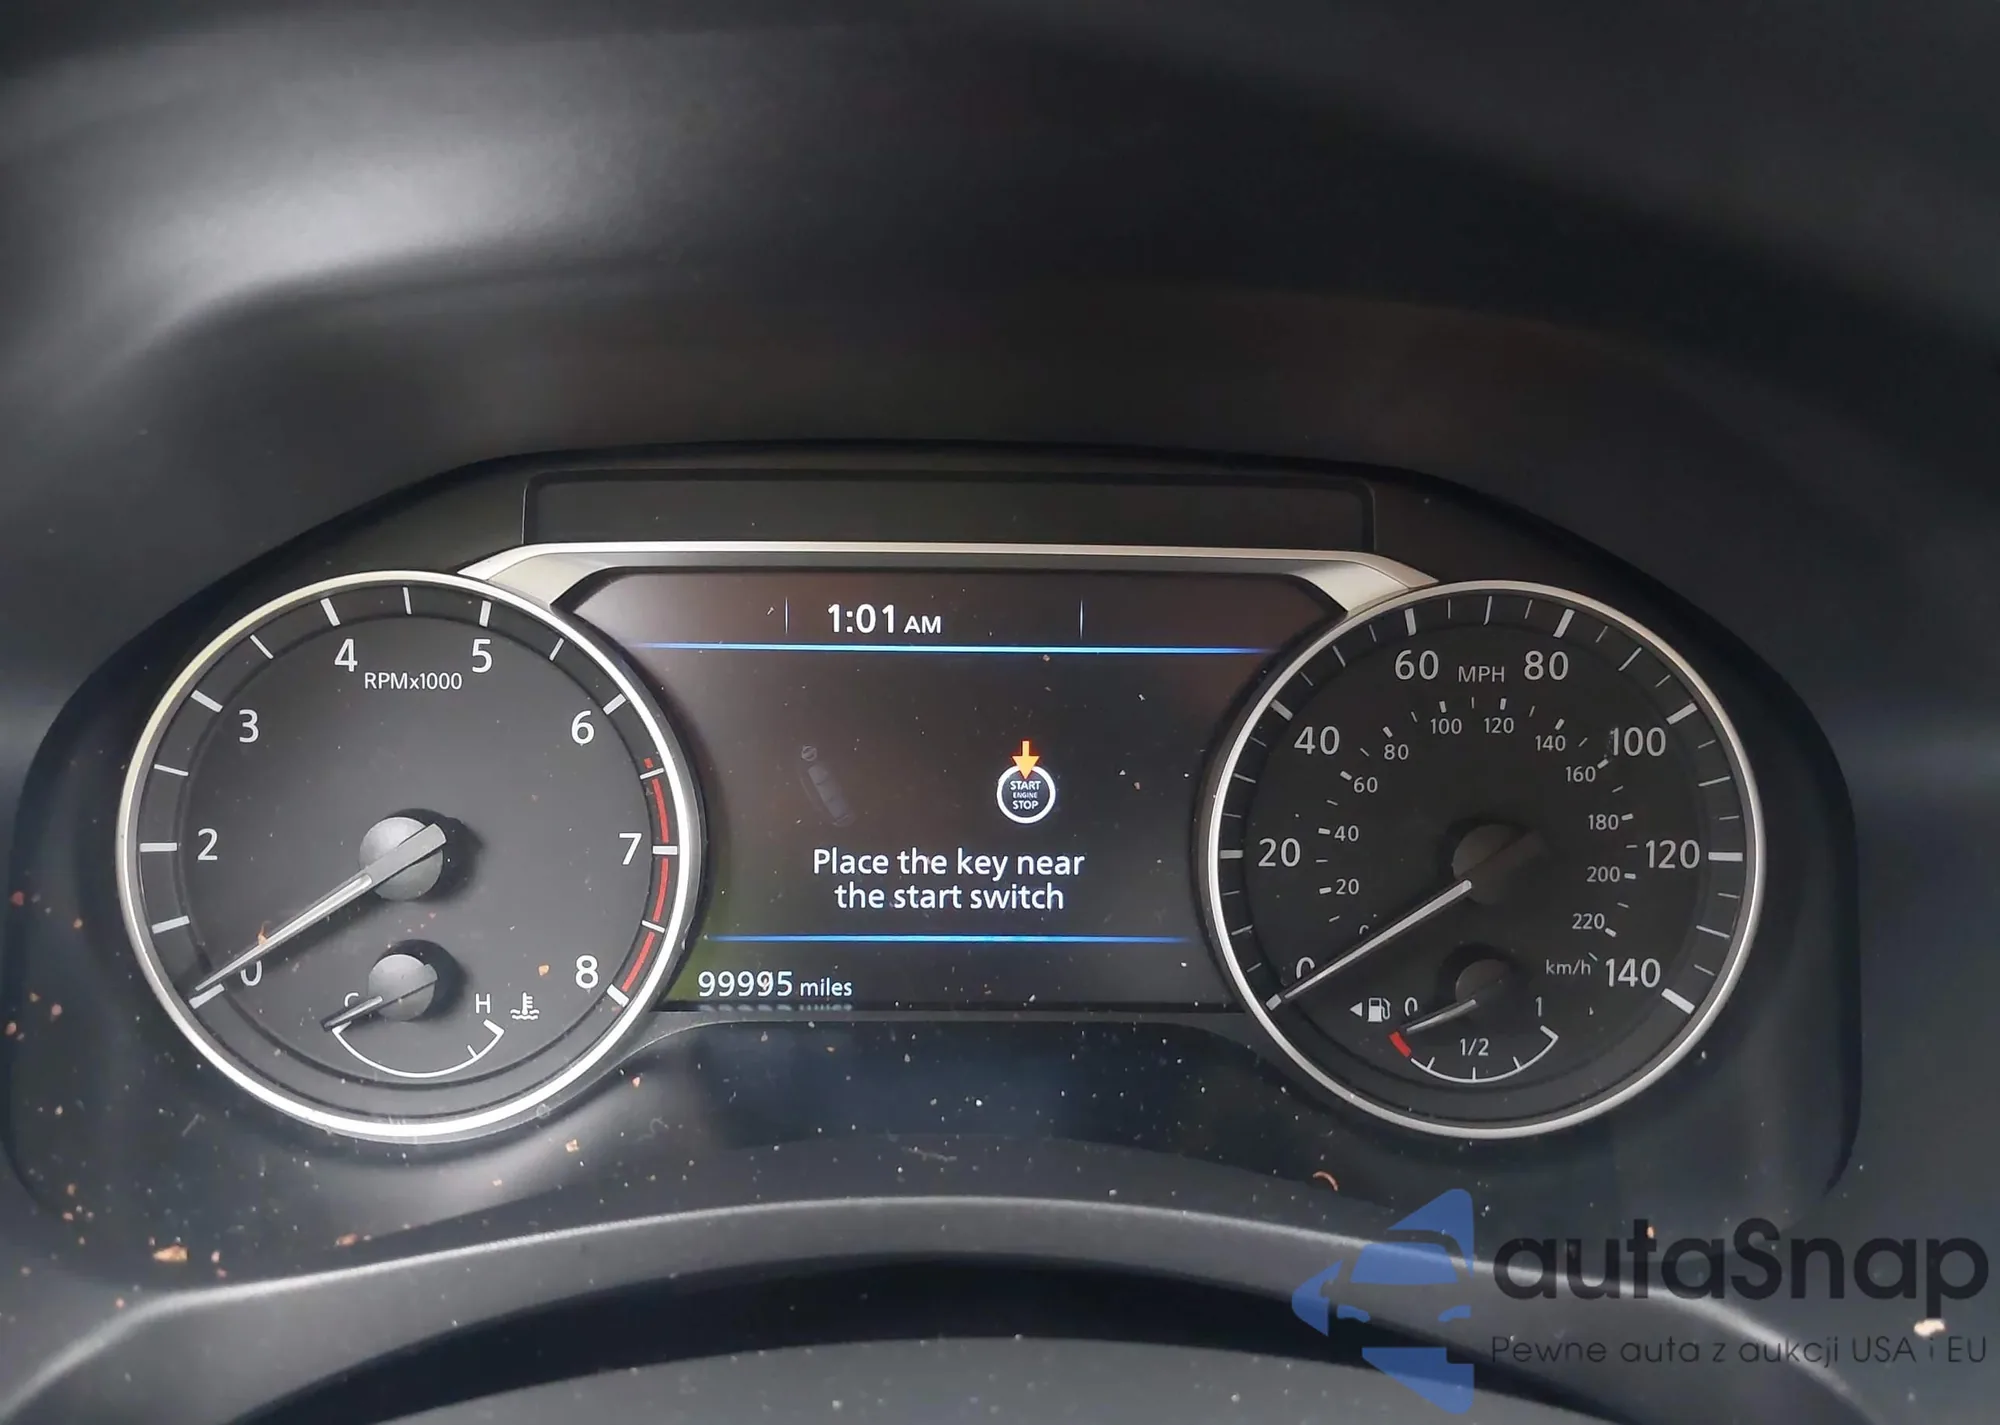 1:01 AM
4
5
RPMx1000
3
6
2
7
0
8
C
H
START
ENGINE
STOP
Place the key near
the start switch
99995 miles
60 MPH 80
40
100
20
120
0
140
80 100 120 140
60
160
40
180
20
200
220
km/h
0
1/2
1
autaSnap
Pewne auta z aukcji USA i EU